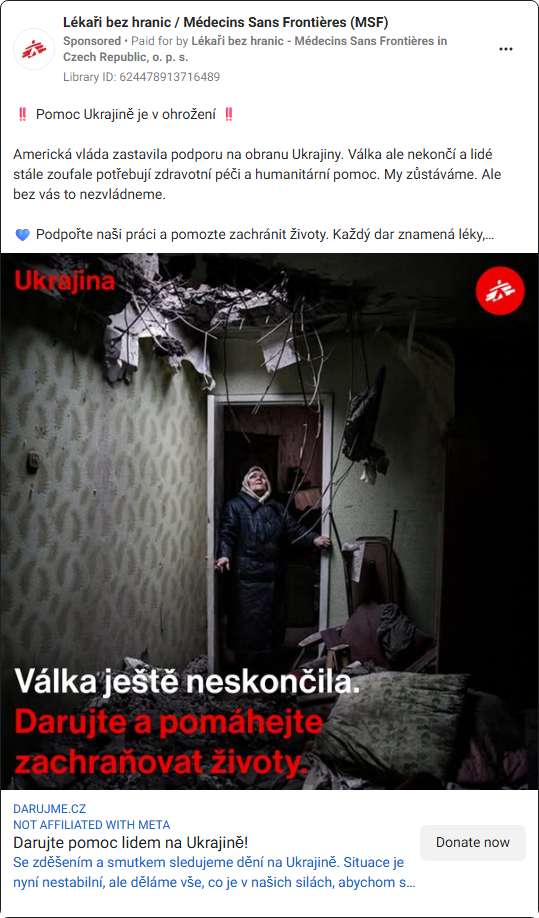 Lékaři bez hranic / Médecins Sans Frontières (MSF)
Sponsored • Paid for by Lékaři bez hranic - Médecins Sans Frontières in
Czech Republic, o. p. s.
Library ID: 624478913716489
‼️ Pomoc Ukrajině je v ohrožení ‼️
Americká vláda zastavila podporu na obranu Ukrajiny. Válka ale nekončí a lidé
stále zoufale potřebují zdravotní péči a humanitární pomoc. My zůstáváme. Ale
bez vás to nezvládneme.
💙 Podpořte naši práci a pomozte zachránit životy. Každý dar znamená léky,...
Ukrajina
Válka ještě neskončila.
Darujte a pomáhejte
zachraňovat životy.
DARUJME.CZ
NOT AFFILIATED WITH META
Darujte pomoc lidem na Ukrajině!
Donate now
Se zděšením a smutkem sledujeme dění na Ukrajině. Situace je
nyní nestabilní, ale děláme vše, co je v našich silách, abychom s...